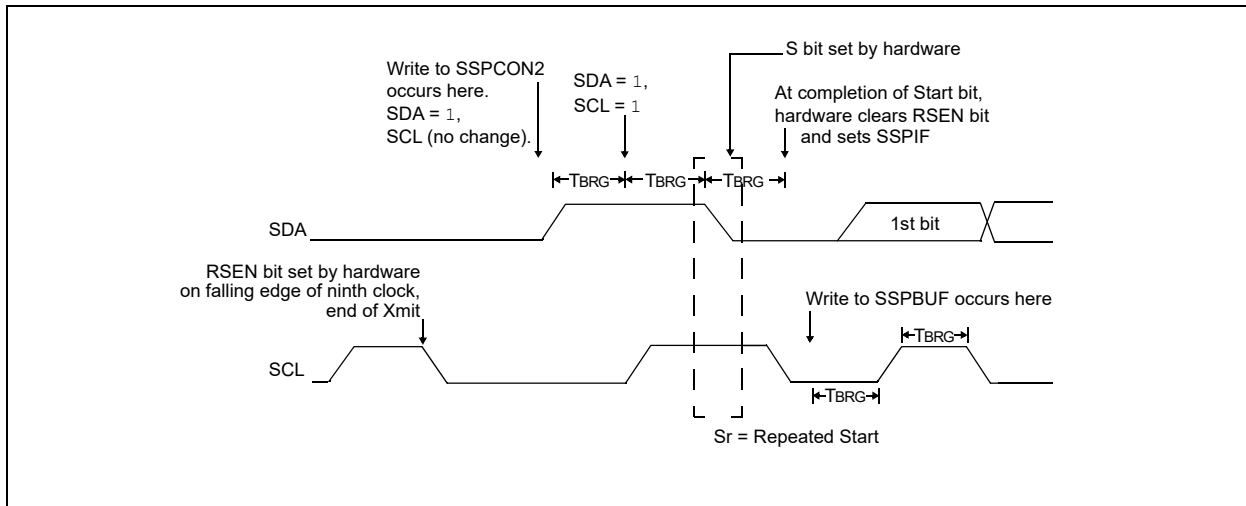 S bit set by hardware
Write to SSPCON2
occurs here.
SDA = 1,
SCL (no change).
SDA = 1,
SCL = 1
At completion of Start bit,
hardware clears RSEN bit
and sets SSPIF
TBRG
TBRG
TBRG
SDA
1st bit
RSEN bit set by hardware
on falling edge of ninth clock,
end of Xmit
Write to SSPBUF occurs here
TBRG
SCL
TBRG
Sr = Repeated Start